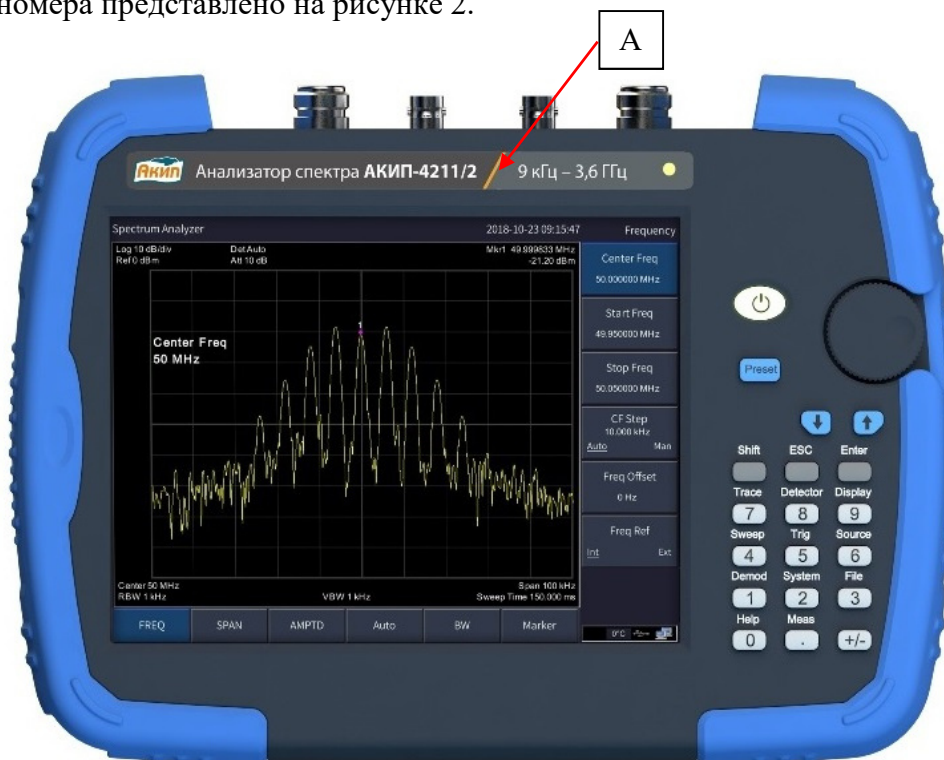 номера представлено на рисунке 2.
А
Акип Анализатор спектра АКИП-4211/2 9 кГц – 3,6 ГГц
Spectrum Analyzer 2018-10-23 09:15:47 Frequency
Log 10 dB/div Det Auto Mkr1 49.999833 MHz
Ref 0 dBm Att 10 dB -21.20 dBm
Center Freq
50.000000 MHz
Start Freq
49.950000 MHz
1
Center Freq
50 MHz
Stop Freq
50.050000 MHz
CF Step
10.000 kHz
Auto Man
Freq Offset
0 Hz
Freq Ref
Int Ext
Center 50 MHz Span 100 kHz
RBW 1 kHz VBW 1 kHz Sweep Time 150.000 ms
FREQ SPAN AMPTD Auto BW Marker
0°C
Preset
Shift ESC Enter
Trace Detector Display
7 8 9
Sweep Trig Source
4 5 6
Demod System File
1 2 3
Help Meas
0 . +/-